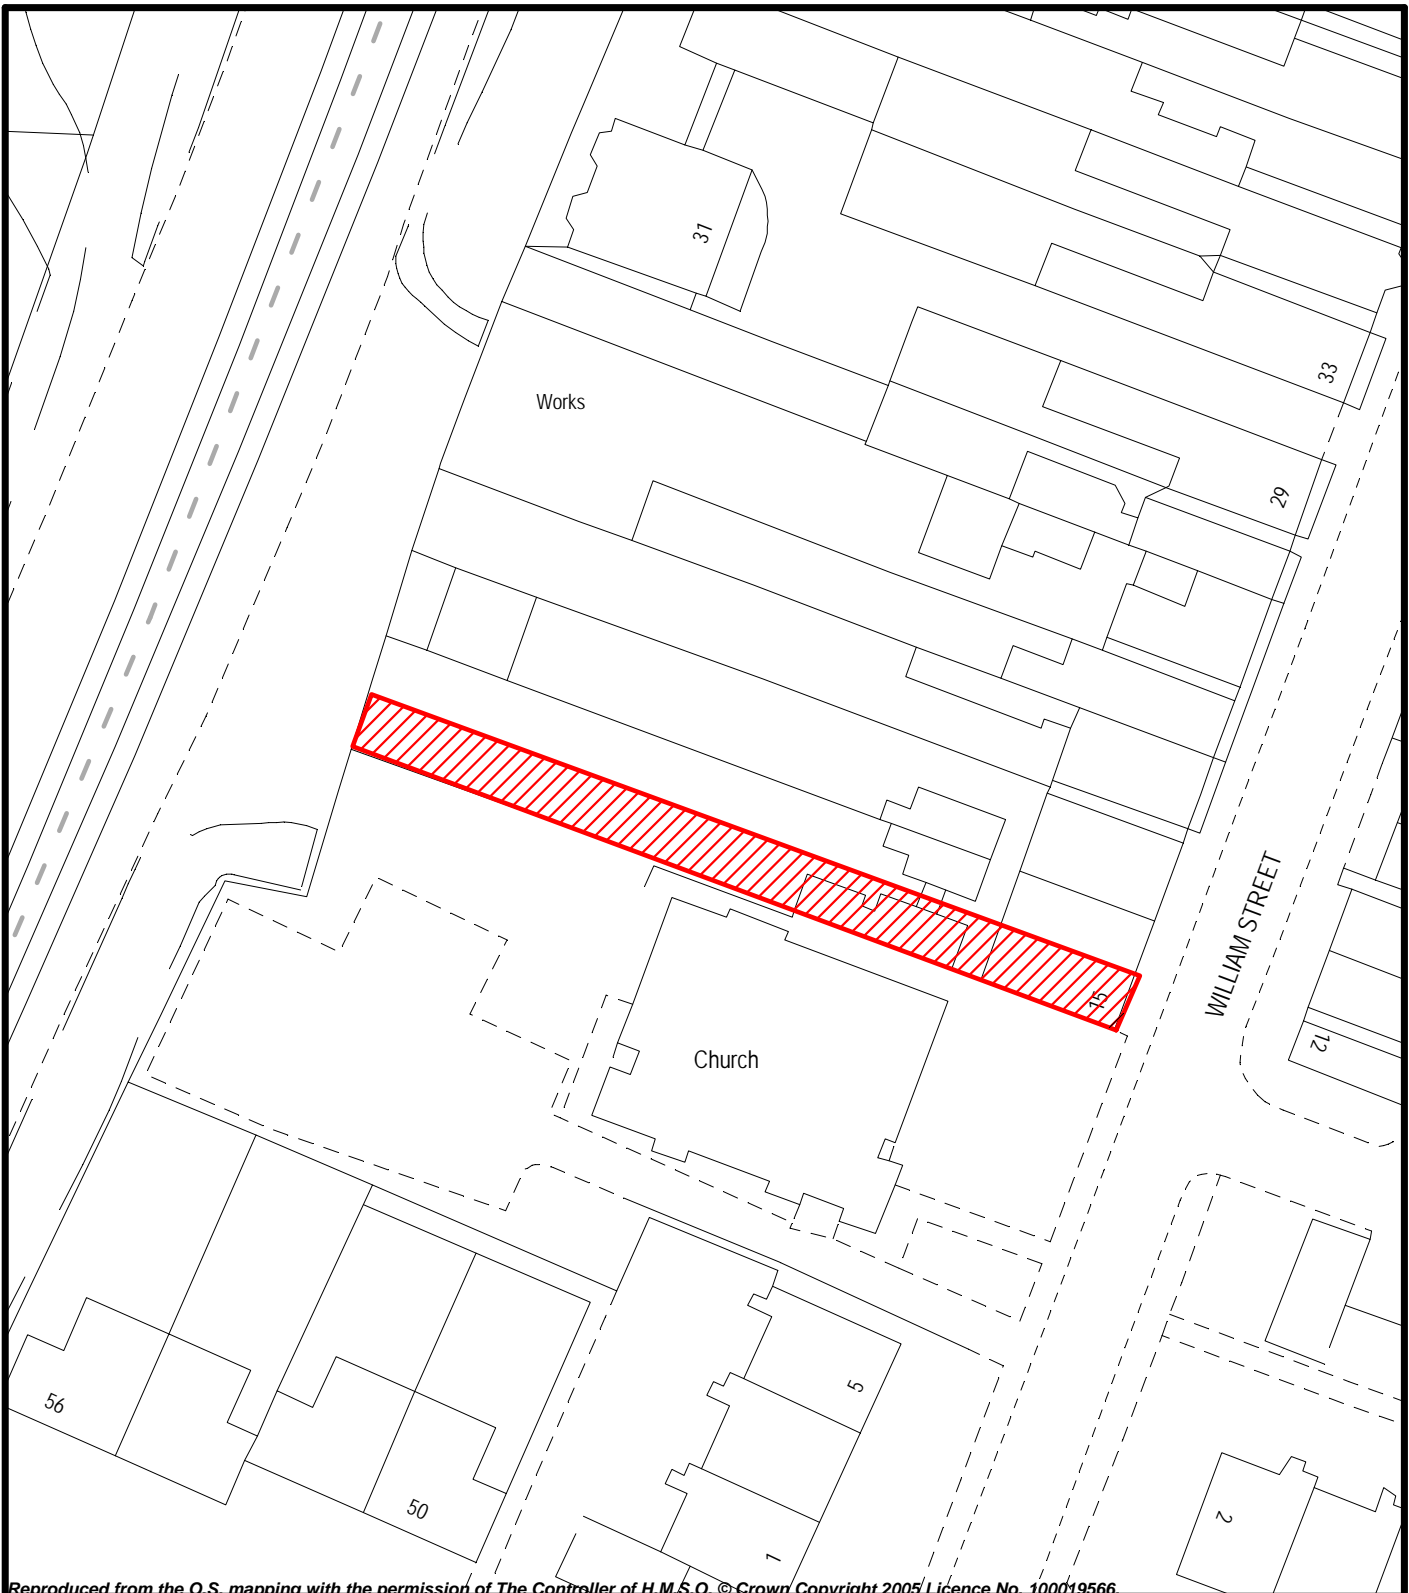 31
33
Works
29
WILLIAM STREET
15
12
Church
5
56
50
2
1
Reproduced from the O.S. mapping with the permission of The Controller of H.M.S.O. © Crown Copyright 2005 Licence No. 100019566.